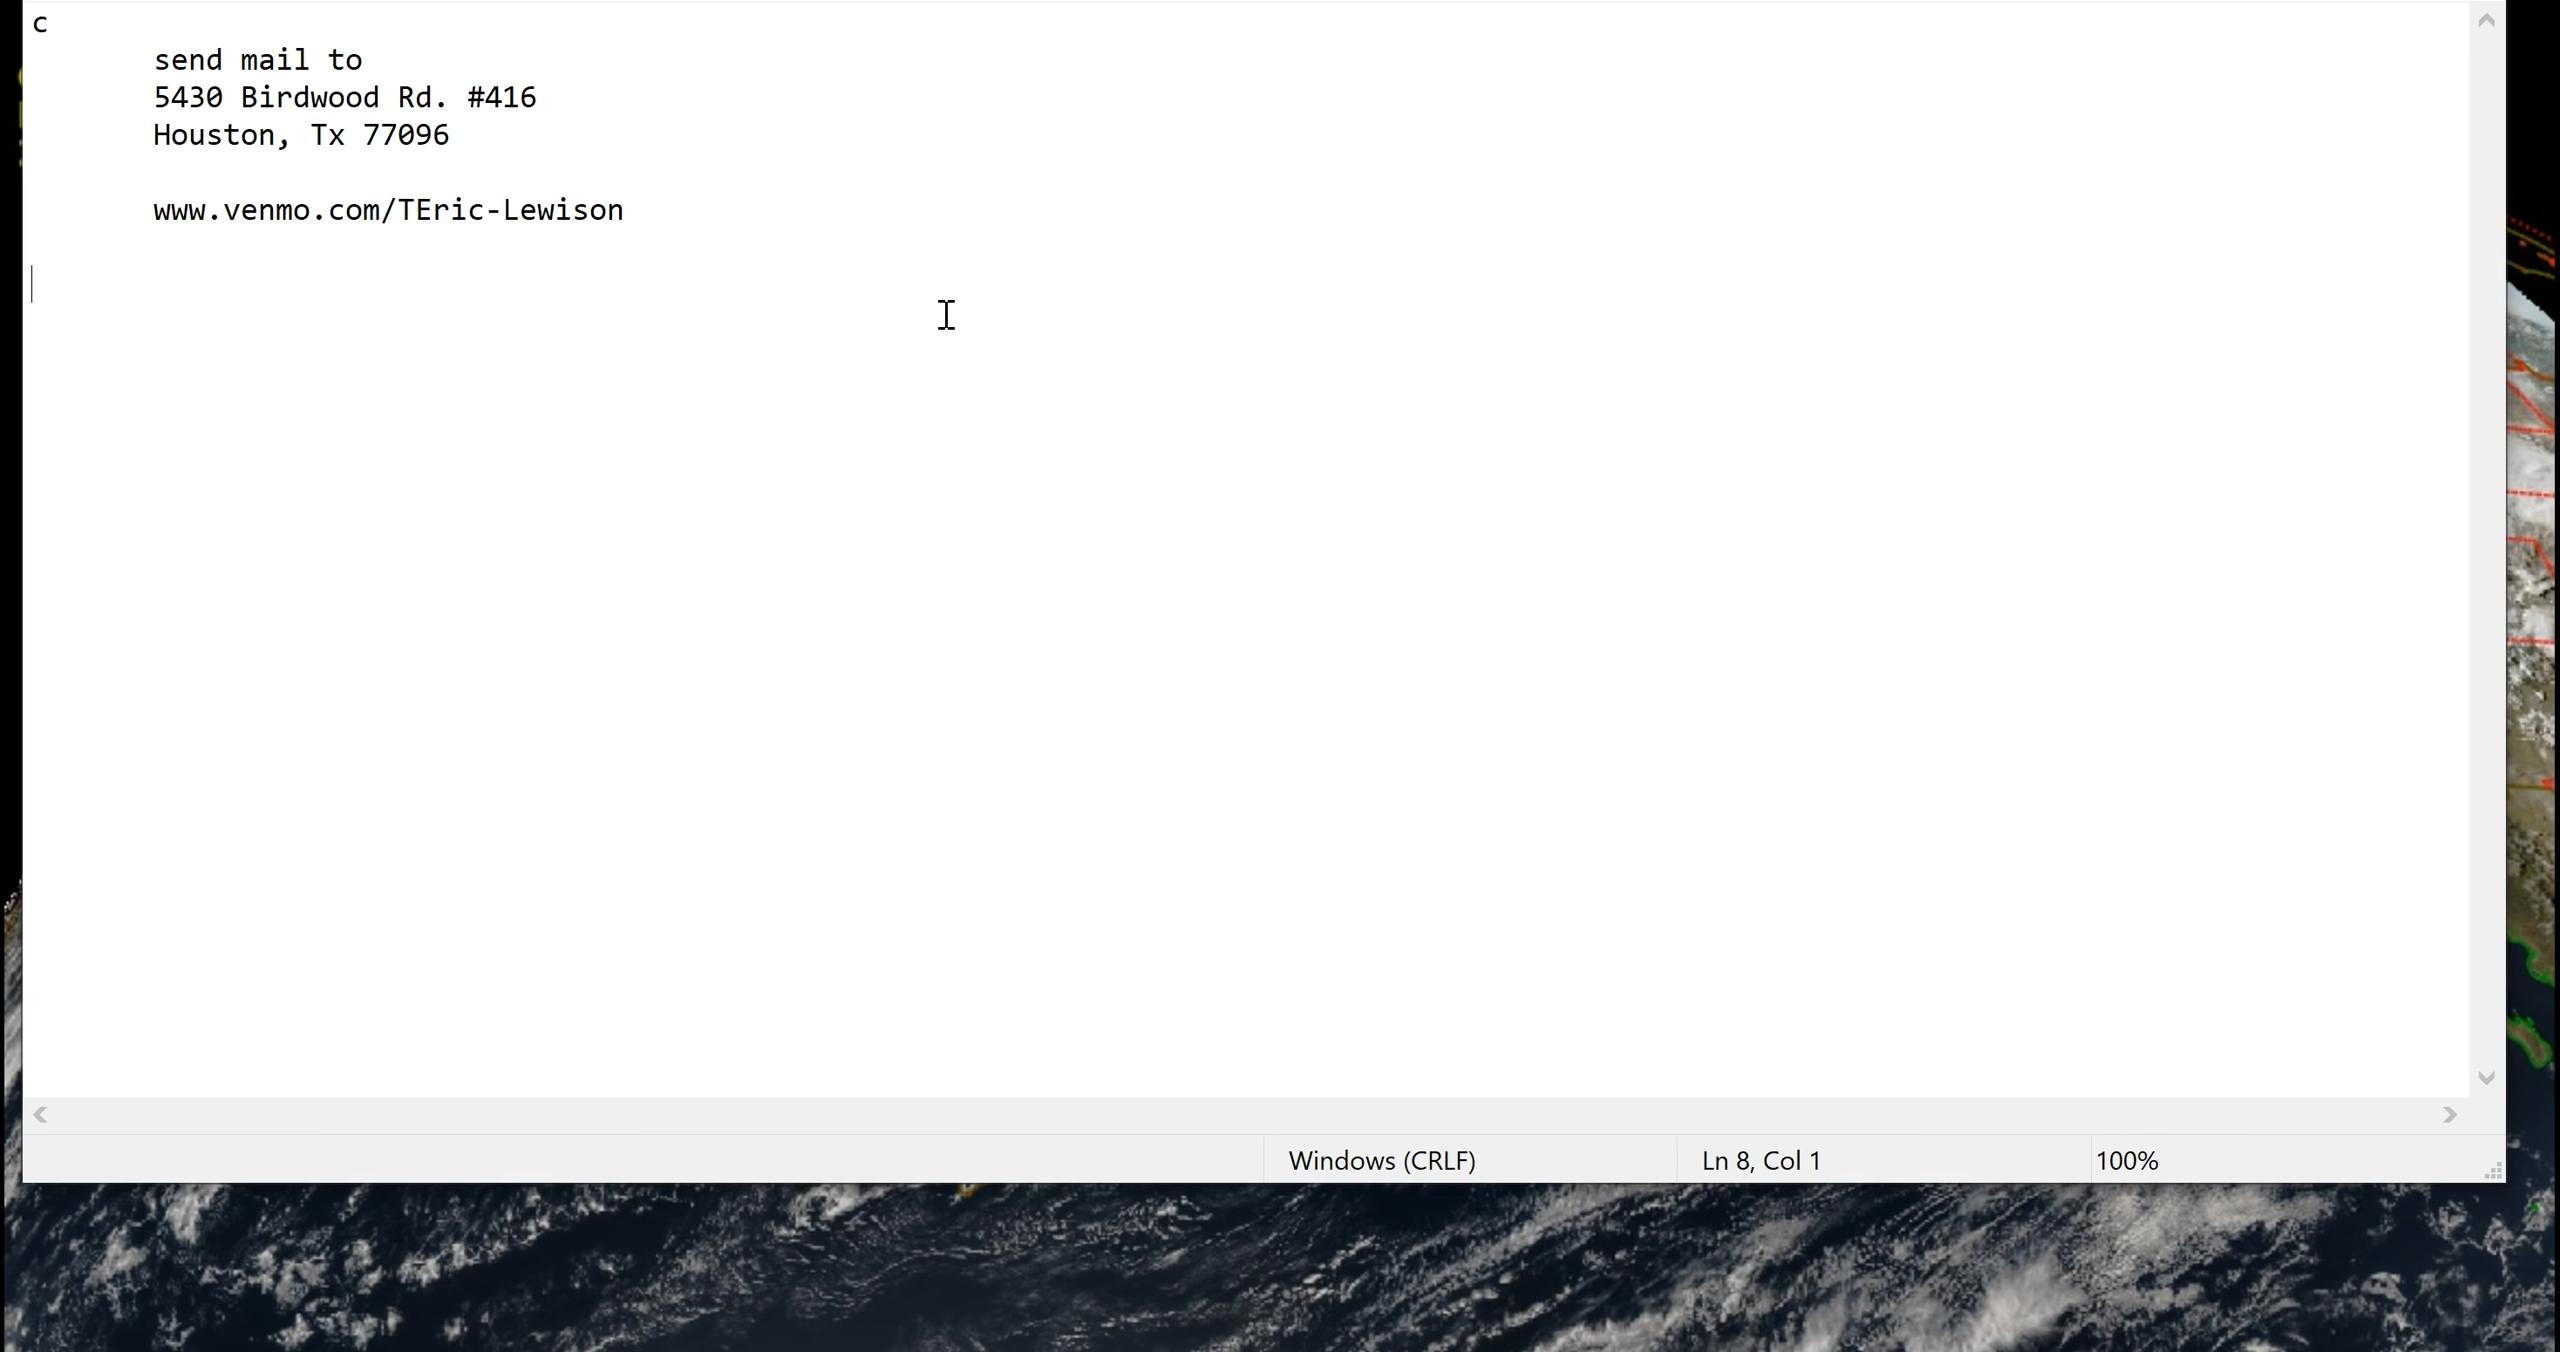 c
send mail to
5430 Birdwood Rd. #416
Houston, Tx 77096
www.venmo.com/TEric-Lewison
Windows (CRLF)
Ln 8, Col 1
100%